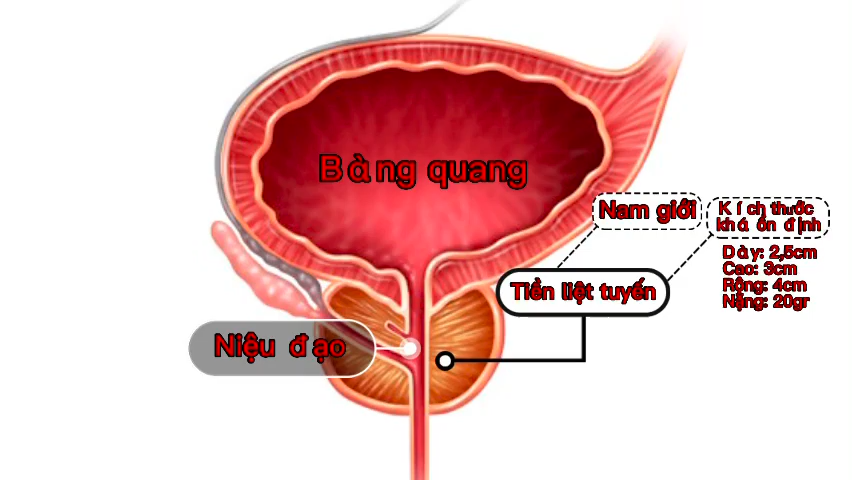 Bàng quang
Nam giới
Kích thước
khá ổn định
Dày: 2,5cm
Cao: 3cm
Rộng: 4cm
Nặng: 20gr
Tiền liệt tuyến
Niệu đạo